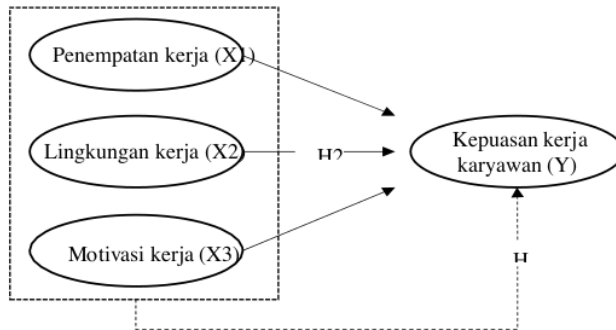 Penempatan kerja (X1)
Lingkungan kerja (X2)
H2
Kepuasan kerja
karyawan (Y)
Motivasi kerja (X3)
H